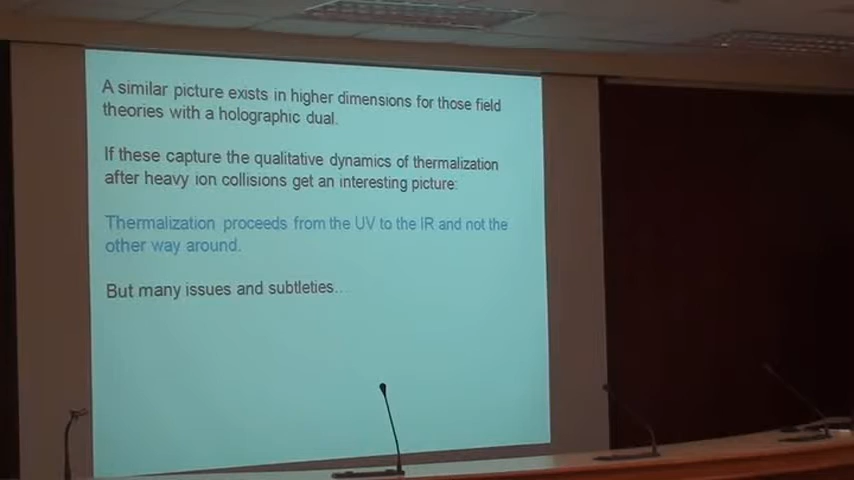 A similar picture exists in higher dimensions for those field
theories with a holographic dual.
If these capture the qualitative dynamics of thermalization
after heavy ion collisions get an interesting picture:
Thermalization proceeds from the UV to the IR and not the
other way around.
But many issues and subtleties…